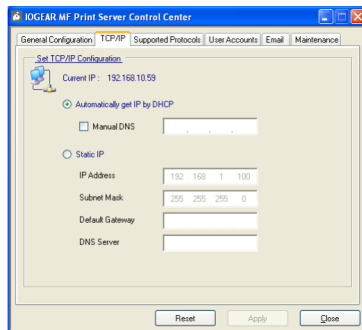 IOGEAR MF Print Server Control Center
General Configuration TCP/IP Supported Protocols User Accounts Email Maintenance
Set TCP/IP Configuration
Current IP : 192.168.10.59
Automatically get IP by DHCP
Manual DNS . . .
Static IP
IP Address 192 168 1 100
Subnet Mask 255 255 255 0
Default Gateway
DNS Server
Reset Apply Close